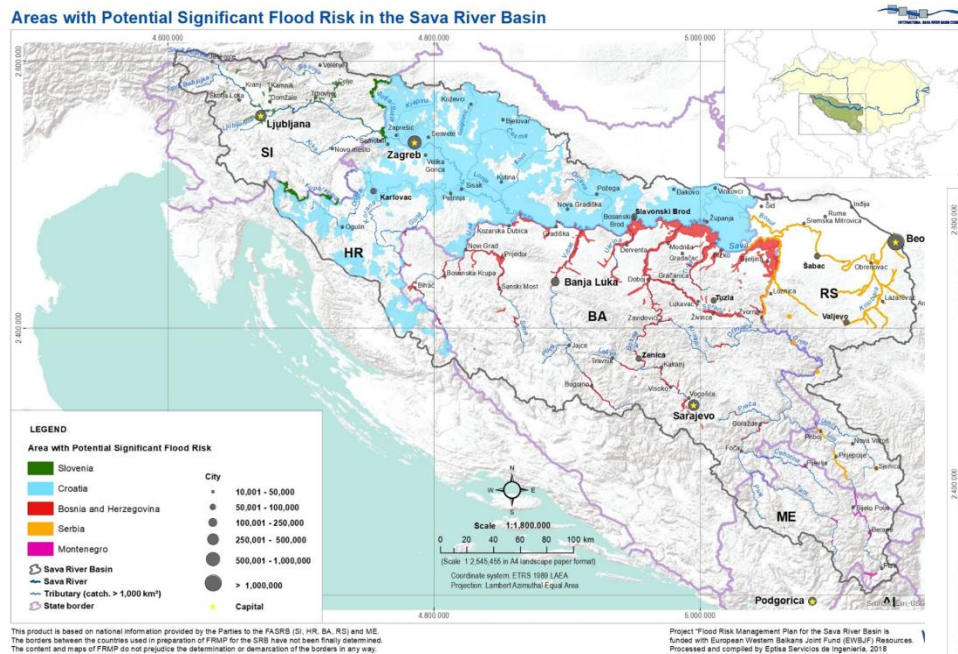 Areas with Potential Significant Flood Risk in the Sava River Basin
4 600 000
4 800 000
5 000 000
2 600 000
Velenje
Celje
Kranj
Kamnik
Škofja Loka
Domžale
Trbovlje
Ljubljana
SI
Novo mesto
Krapina
Križevci
Bjelovar
Zaprešić
Sesvete
Samobor
Zagreb
Velika
Gorica
Česma
Karlovac
Sisak
Kutina
Petrinja
Ogulin
HR
Požega
Nova Gradiška
Đakovo
Vinkovci
Slavonski Brod
Bosanski
Brod
Županja
Šid
Inđija
Ruma
Sremska Mitrovica
Beo
Kozarska Dubica
Gradiška
Novi Grad
Prijedor
Derventa
Modriča
Gradačac
Sava
Bosut
Šabac
Obrenovac
RS
Bosanska Krupa
Bihać
Sanski Most
Banja Luka
Doboj
Gračanica
Lukavac
Tuzla
Živinice
Loznica
Valjevo
Kolubara
BA
Zavidovići
Jajce
Travnik
Zenica
Kakanj
Bugojno
Visoko
Vogošća
Sarajevo
Goražde
Foča
Priboj
Nova Varoš
Prijepolje
Pljevlja
Sjenica
Bijelo Polje
Berane
ME
Podgorica
2 400 000
LEGEND
Area with Potential Significant Flood Risk
Slovenia
Croatia
Bosnia and Herzegovina
Serbia
Montenegro
Sava River Basin
Sava River
Tributary (catch. > 1,000 km²)
State border
City
10,001 - 50,000
50,001 - 100,000
100,001 - 250,000
250,001 - 500,000
500,001 - 1,000,000
> 1,000,000
Capital
N
W E
S
Scale 1:1.800.000
0 20 40 60 80 100 km
(Scale 1:2,545,455 in A4 landscape paper format)
Coordinate system: ETRS 1989 LAEA
Projection: Lambert Azimuthal Equal Area
This product is based on national information provided by the Parties to the FASRB (SI, HR, BA, RS) and ME.
The borders between the countries used in preparation of FRMP for the SRB have not been finally determined.
The content and maps of FRMP do not prejudice the determination or demarcation of the borders in any way.
Project "Flood Risk Management Plan for the Sava River Basin is
funded with European Western Balkans Joint Fund (EWBJF) Resources.
Processed and compiled by Eptisa Servicios de Ingeniería, 2018